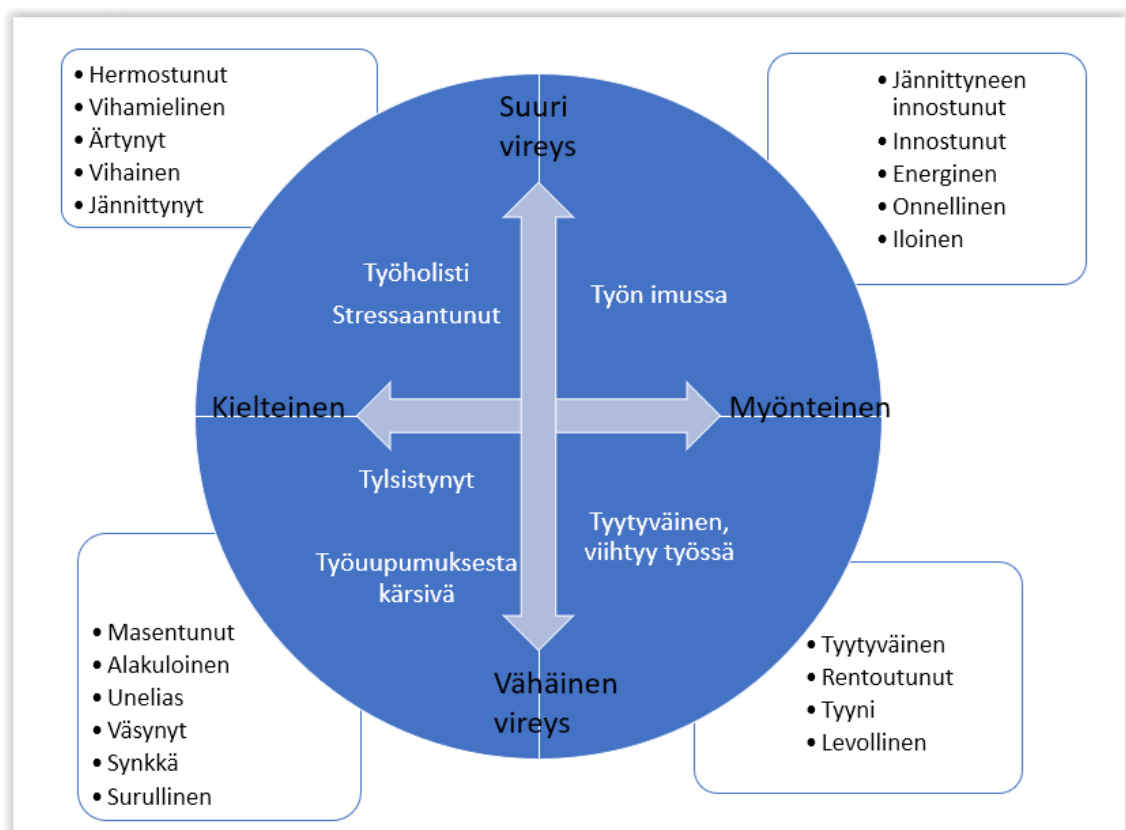 • Hermostunut
• Vihamielinen
• Ärtynyt
• Vihainen
• Jännittynyt
• Jännittyneen
innostunut
• Innostunut
• Energinen
• Onnellinen
• Iloinen
Suuri
vireys
Työholisti
Stressaantunut
Työn imussa
Kielteinen
Myönteinen
Tylsistynyt
Työuupumuksesta
kärsivä
Tyytyväinen,
viihtyy työssä
Vähäinen
vireys
• Masentunut
• Alakuloinen
• Unelias
• Väsynyt
• Synkkä
• Surullinen
• Tyytyväinen
• Rentoutunut
• Tyyni
• Levollinen